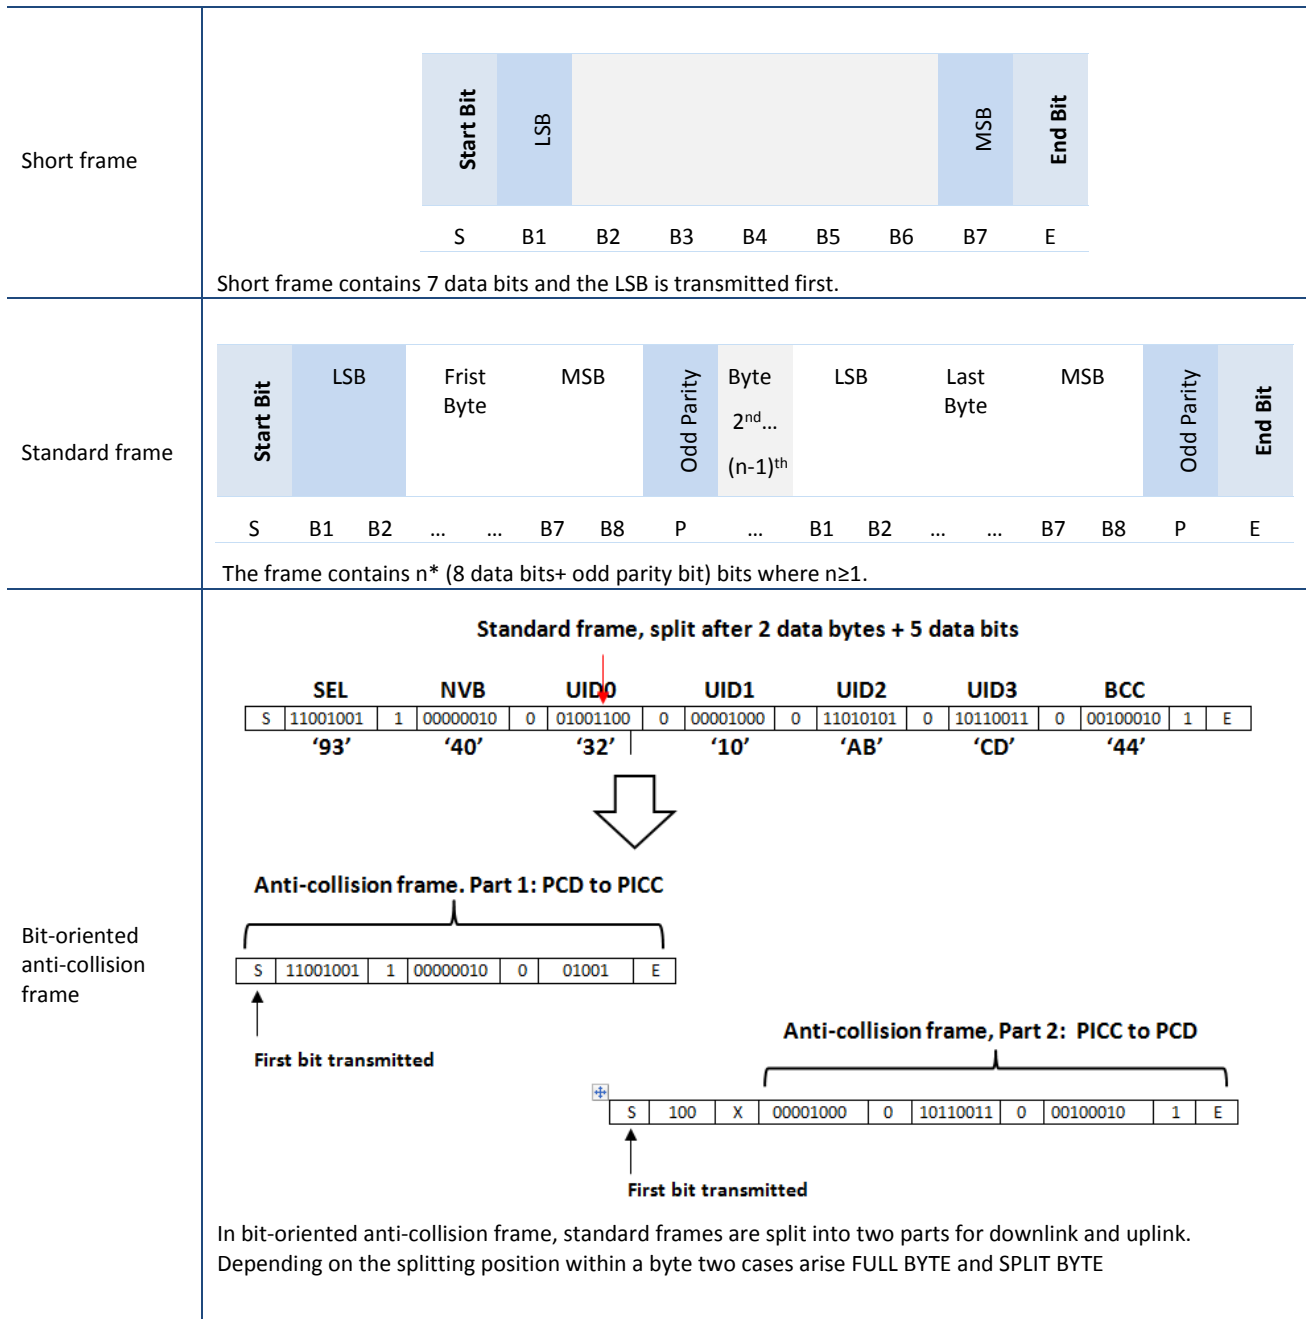 Short frame
Start Bit LSB MSB End Bit
S B1 B2 B3 B4 B5 B6 B7 E
Short frame contains 7 data bits and the LSB is transmitted first.
Standard frame
Start Bit LSB Frist Byte MSB Odd Parity Byte 2nd... (n-1)th LSB Last Byte MSB Odd Parity End Bit
S B1 B2 ... ... B7 B8 P ... B1 B2 ... ... B7 B8 P E
The frame contains n* (8 data bits+ odd parity bit) bits where n≥1.
Bit-oriented
anti-collision
frame
Standard frame, split after 2 data bytes + 5 data bits
SEL NVB UID0 UID1 UID2 UID3 BCC
S 11001001 1 00000010 0 01001100 0 00001000 0 11010101 0 10110011 0 00100010 1 E
‘93’ ‘40’ ‘32’ ‘10’ ‘AB’ ‘CD’ ‘44’
Anti-collision frame. Part 1: PCD to PICC
S 11001001 1 00000010 0 01001 E
First bit transmitted
Anti-collision frame, Part 2: PICC to PCD
S 100 X 00001000 0 10110011 0 00100010 1 E
First bit transmitted
In bit-oriented anti-collision frame, standard frames are split into two parts for downlink and uplink.
Depending on the splitting position within a byte two cases arise FULL BYTE and SPLIT BYTE